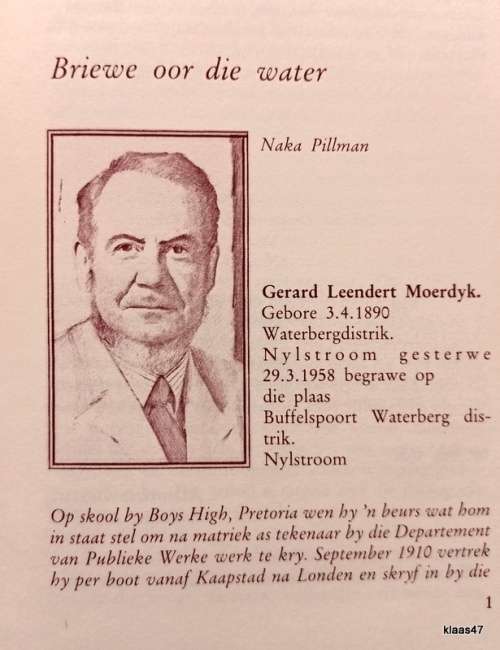 Briewe oor die water
Naka Pillman
Gerard Leendert Moerdyk.
Gebore 3.4.1890
Waterbergdistrik.
Nylstroom gesterwe
29.3.1958 begrawe op
die plaas
Buffelspoort Waterberg dis-
trik.
Nylstroom
Op skool by Boys High, Pretoria wen hy 'n beurs wat hom
in staat stel om na matriek as tekenaar by die Departement
van Publieke Werke werk te kry. September 1910 vertrek
hy per boot vanaf Kaapstad na Londen en skryf in by die
1
klaas47